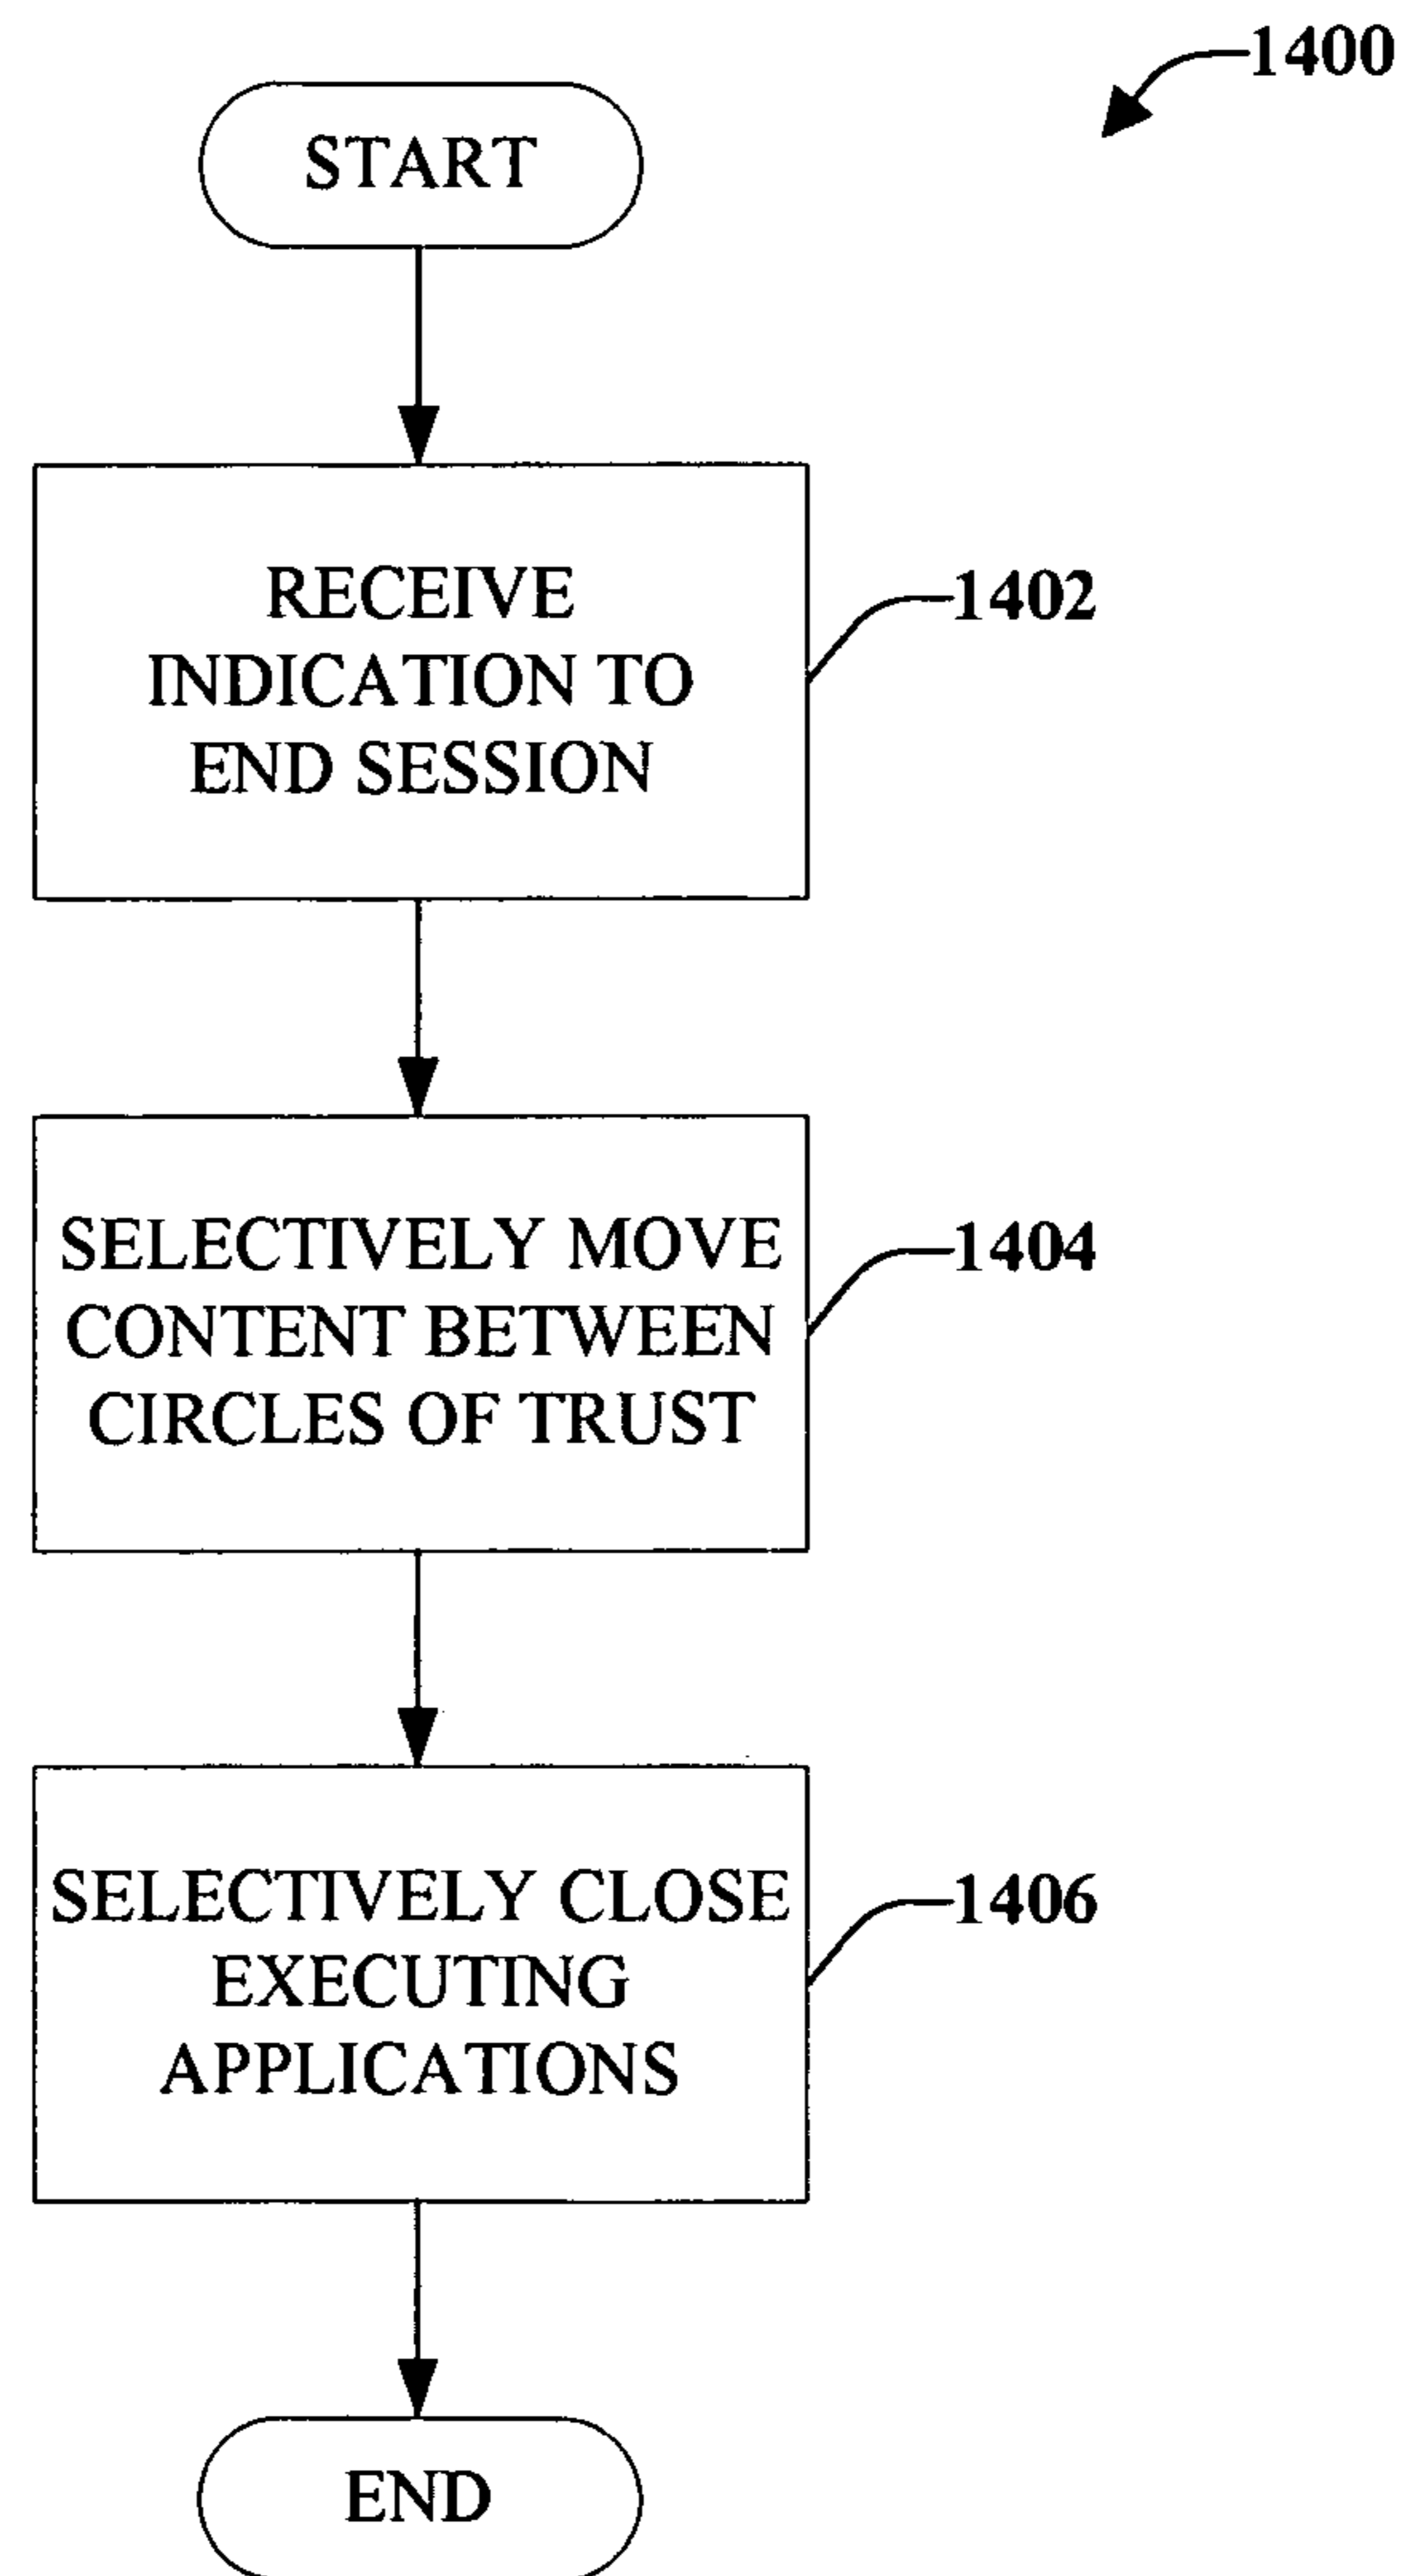 1400
START
RECEIVE
INDICATION TO
END SESSION
1402
SELECTIVELY MOVE
CONTENT BETWEEN
CIRCLES OF TRUST
1404
SELECTIVELY CLOSE
EXECUTING
APPLICATIONS
1406
END